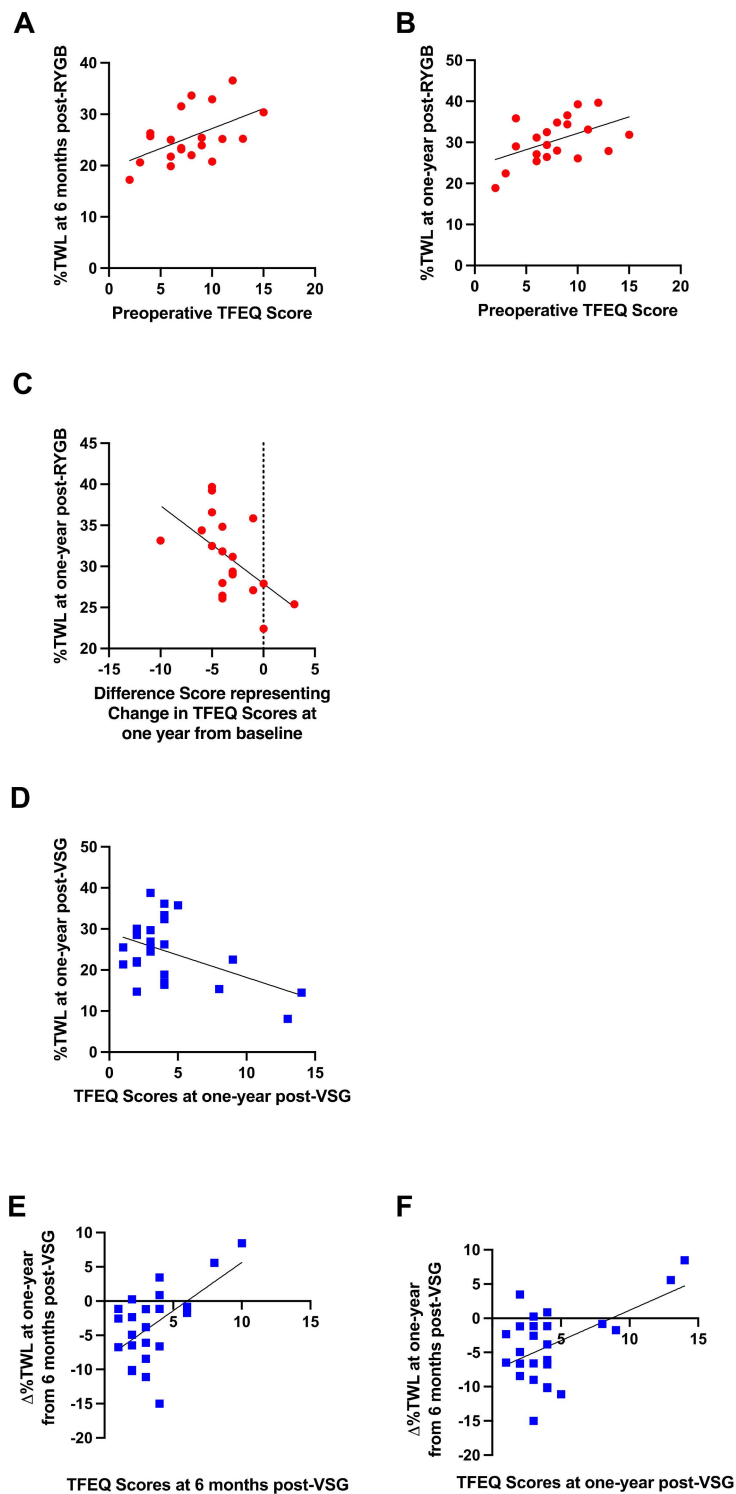 A
%TWL at 6 months post-RYGB
40
30
20
10
0
0 5 10 15 20
Preoperative TFEQ Score
B
%TWL at one-year post-RYGB
50
40
30
20
10
0
0 5 10 15 20
Preoperative TFEQ Score
C
%TWL at one-year post-RYGB
45
40
35
30
25
20
-15 -10 -5 0 5
Difference Score representing
Change in TFEQ Scores at
one year from baseline
D
%TWL at one-year post-VSG
50
40
30
20
10
0
0 5 10 15
TFEQ Scores at one-year post-VSG
E
Δ%TWL at one-year
from 6 months post-VSG
10
5
0
-5
-10
-15
-20
5 10 15
TFEQ Scores at 6 months post-VSG
F
Δ%TWL at one-year
from 6 months post-VSG
10
5
0
-5
-10
-15
-20
5 10 15
TFEQ Scores at one-year post-VSG